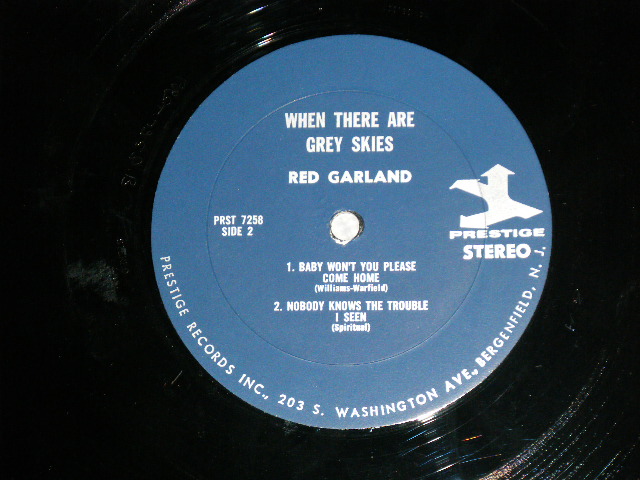 WHEN THERE ARE
GREY SKIES
RED GARLAND
PRST 7258
SIDE 2
PRESTIGE
STEREO
1. BABY WON'T YOU PLEASE
COME HOME
(Williams-Warfield)
2. NOBODY KNOWS THE TROUBLE
I SEEN
(Spiritual)
PRESTIGE RECORDS INC., 203 S. WASHINGTON AVE., BERGENFIELD, N. J.